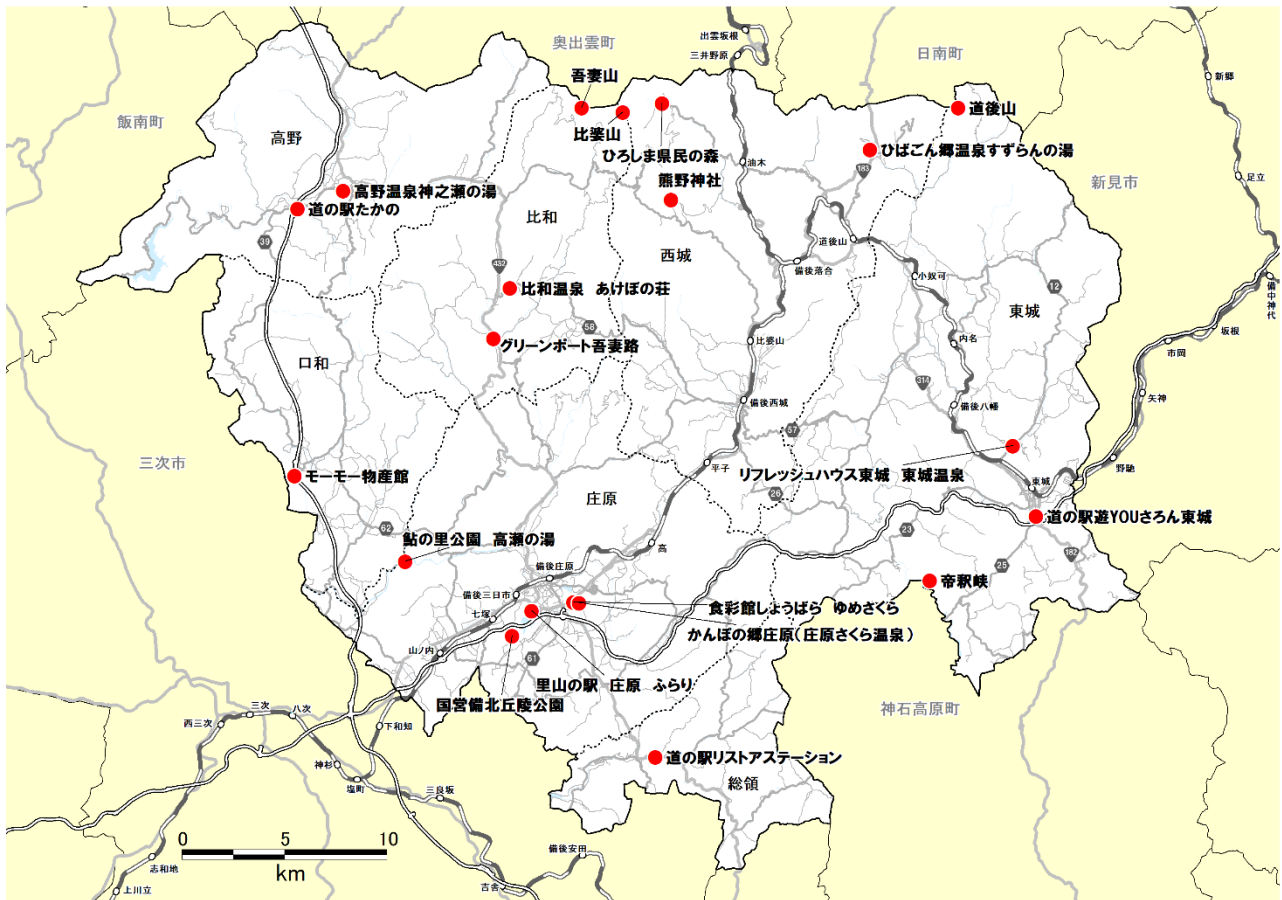 出雲坂根
奥出雲町
日南町
三井野原
新郷
吾妻山
道後山
飯南町
比婆山
高野
ひろしま県民の森
油木
ひばごん郷温泉すずらんの湯
183
足立
熊野神社
新見市
高野温泉神之瀬の湯
道の駅たかの
比和
39
道後山
西城
備後落合
432
小奴可
備中神代
12
比和温泉 あけぼの荘
東城
58
坂根
グリーンポート吾妻路
比婆山
内名
市岡
口和
314
矢神
備後西城
備後八幡
57
三次市
平子
野馳
モーモー物産館
リフレッシュハウス東城 東城温泉
東城
庄原
26
道の駅遊YOUさろん東城
62
23
鮎の里公園 高瀬の湯
高
182
25
備後庄原
帝釈峡
備後三日市
食彩館しょうばら ゆめさくら
七塚
かんぽの郷庄原(庄原さくら温泉)
山ノ内
61
里山の駅 庄原 ふらり
国営備北丘陵公園
三次
八次
神石高原町
西三次
下和知
道の駅リストアステーション
神杉
塩町
総領
三良坂
0 5 10
km
志和地
備後安田
上川立
吉舎